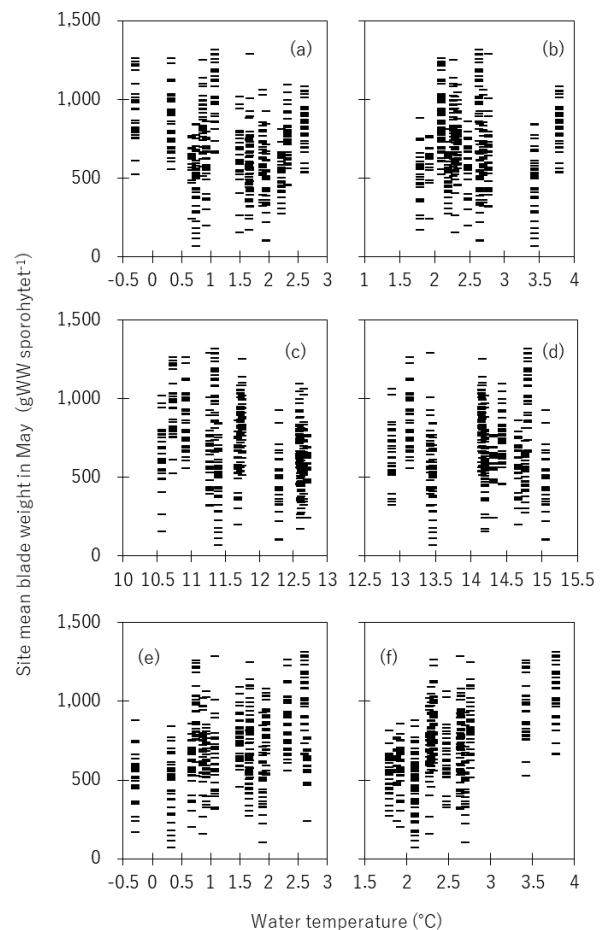 1,500
1,000
500
0
(a)
(b)
-0.5 0 0.5 1 1.5 2 2.5 3
1 1.5 2 2.5 3 3.5 4
1,500
1,000
500
0
(c)
(d)
10 10.5 11 11.5 12 12.5 13
12.5 13 13.5 14 14.5 15 15.5
1,500
1,000
500
0
(e)
(f)
-0.5 0 0.5 1 1.5 2 2.5 3
1.5 2 2.5 3 3.5 4
Site mean blade weight in May (gWW sporohytet⁻¹)
Water temperature (°C)